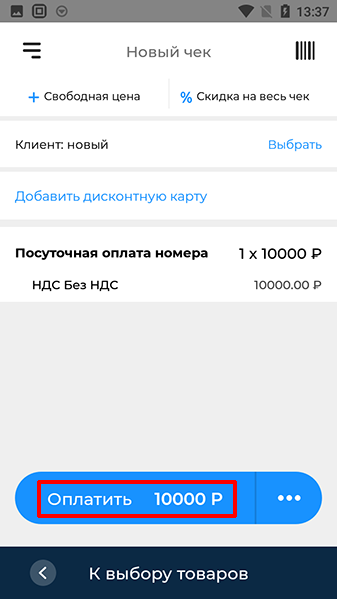 13:37
Новый чек
+ Свободная цена
% Скидка на весь чек
Клиент: новый Выбрать
Добавить дисконтную карту
Посуточная оплата номера 1 x 10000 ₽
НДС Без НДС 10000.00 ₽
Оплатить 10000 ₽ •••
К выбору товаров